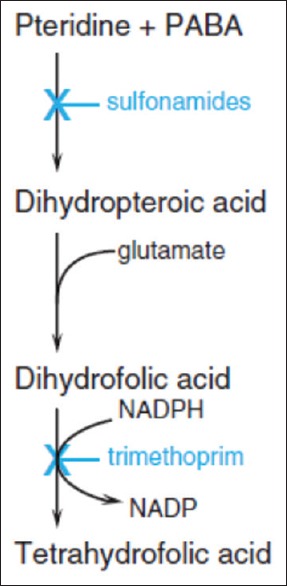 Pteridine + PABA
sulfonamides
Dihydropteroic acid
glutamate
Dihydrofolic acid
NADPH
trimethoprim
NADP
Tetrahydrofolic acid